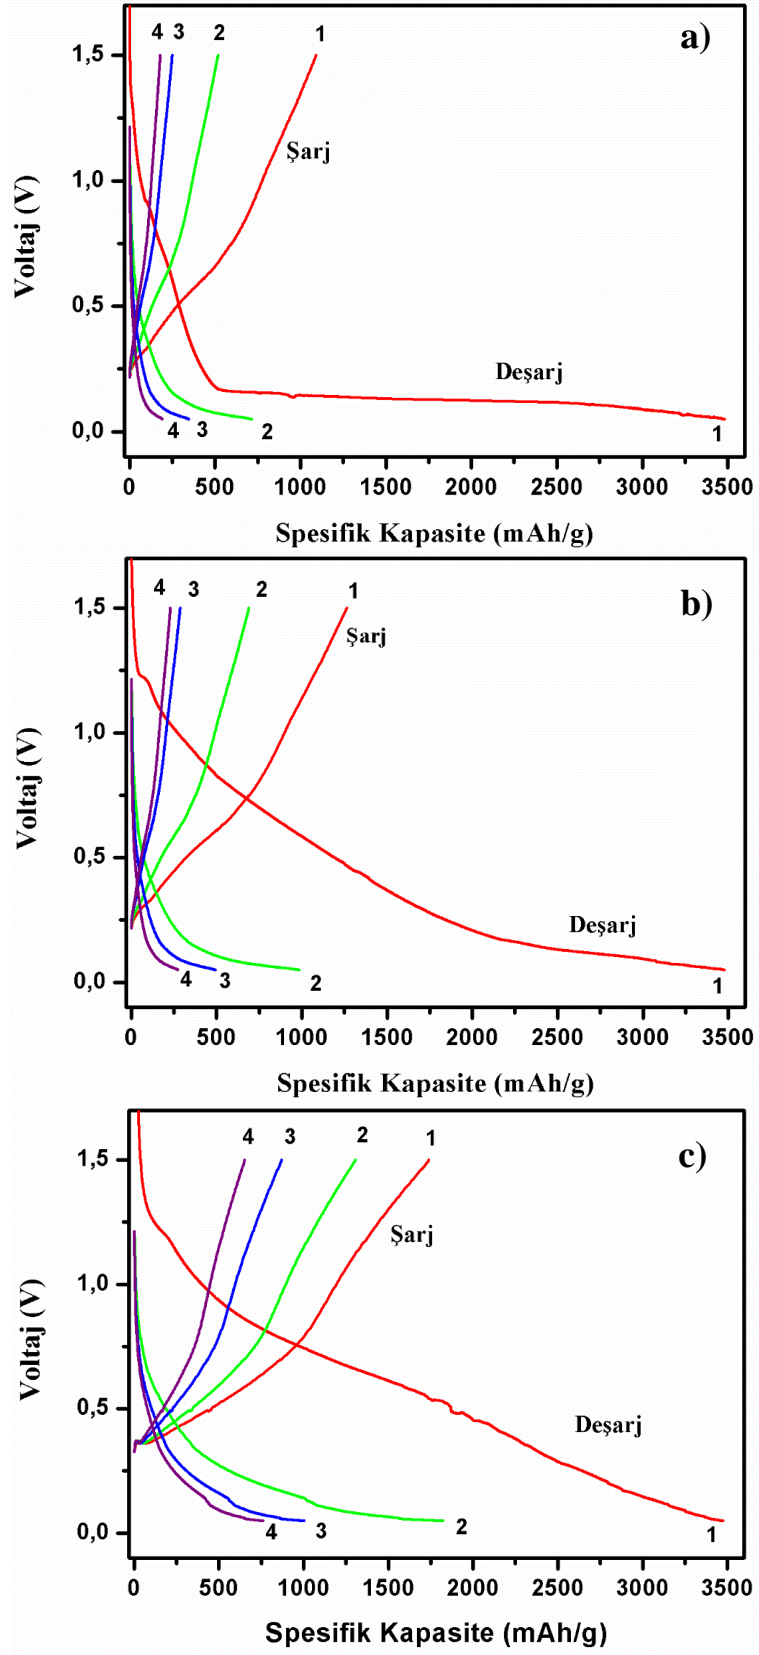 4 3 2 1 a)
1,5
Şarj
1,0
Voltaj (V)
0,5
Deşarj
0,0
4 3 2 1
0 500 1000 1500 2000 2500 3000 3500
Spesifik Kapasite (mAh/g)
4 3 2 1 b)
1,5
Şarj
1,0
Voltaj (V)
0,5
Deşarj
0,0
4 3 2 1
0 500 1000 1500 2000 2500 3000 3500
Spesifik Kapasite (mAh/g)
4 3 2 1 c)
1,5
Şarj
1,0
Voltaj (V)
0,5
Deşarj
0,0
4 3 2 1
0 500 1000 1500 2000 2500 3000 3500
Spesifik Kapasite (mAh/g)